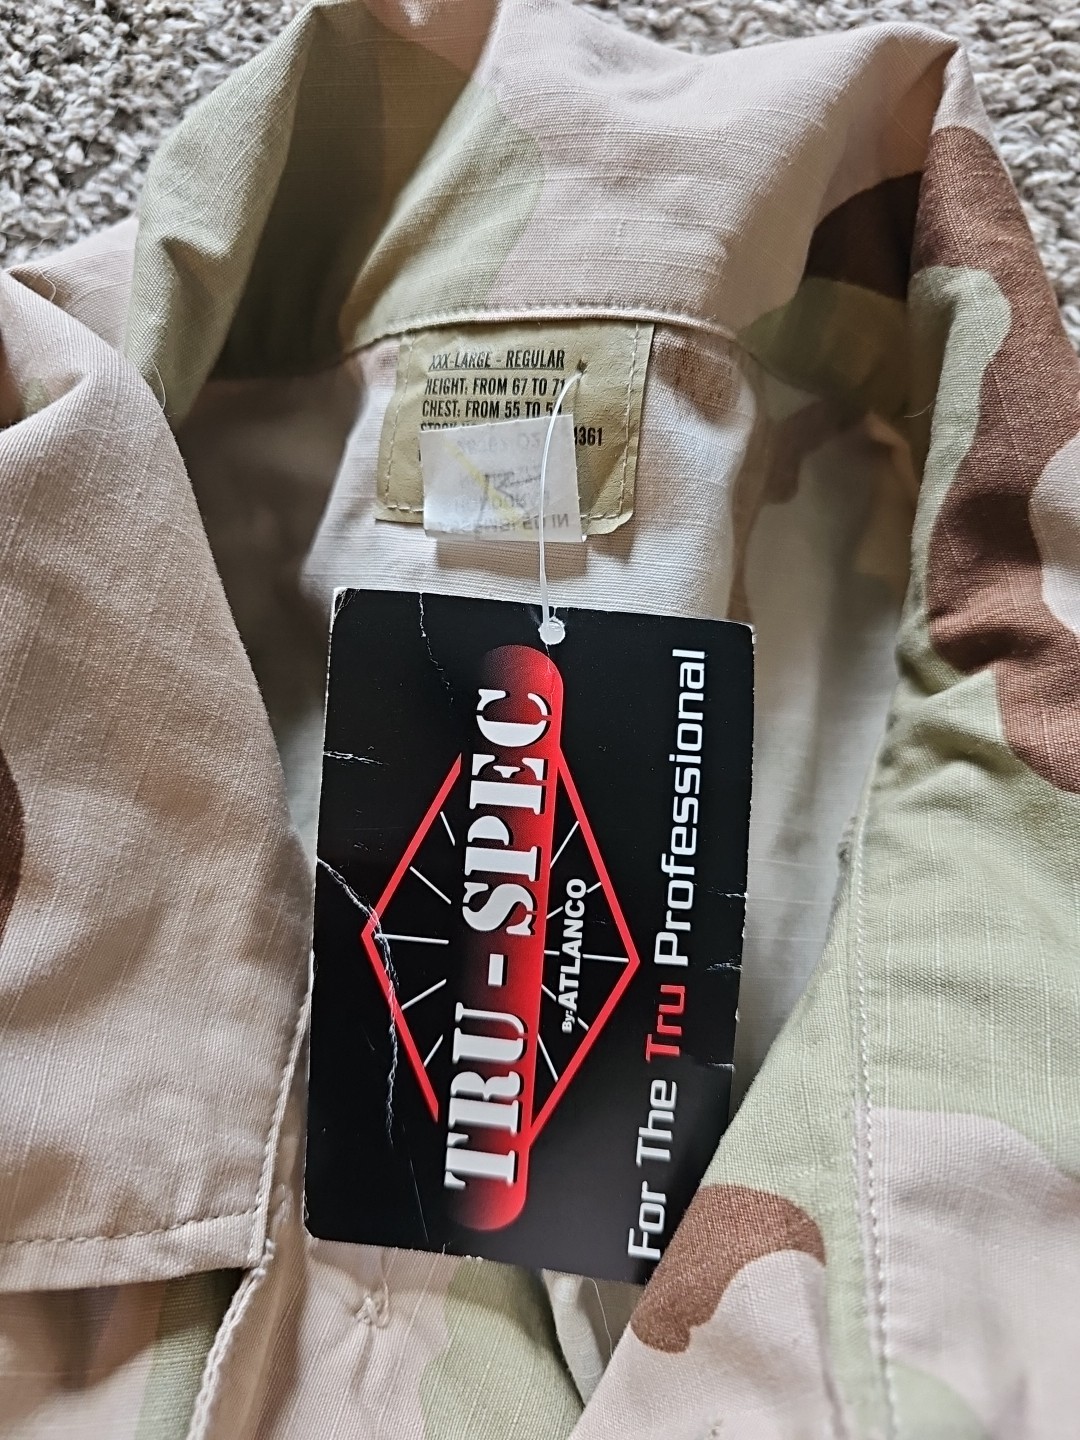 XXX-LARGE - REGULAR
HEIGHT: FROM 67 TO 71
CHEST: FROM 55 TO
4361
TRU-SPEC
By: ATLANCO
For The Tru Professional